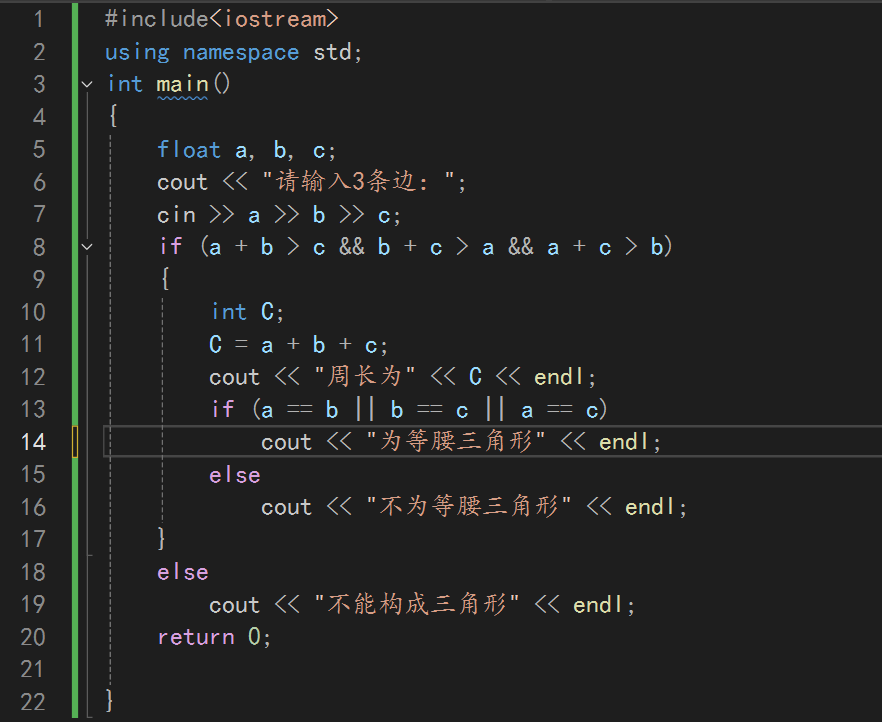 1 #include<iostream>
2 using namespace std;
3 int main()
4 {
5 float a, b, c;
6 cout << "请输入3条边：";
7 cin >> a >> b >> c;
8 if (a + b > c && b + c > a && a + c > b)
9 {
10 int C;
11 C = a + b + c;
12 cout << "周长为" << C << endl;
13 if (a == b || b == c || a == c)
14 cout << "为等腰三角形" << endl;
15 else
16 cout << "不为等腰三角形" << endl;
17 }
18 else
19 cout << "不能构成三角形" << endl;
20 return 0;
21
22 }